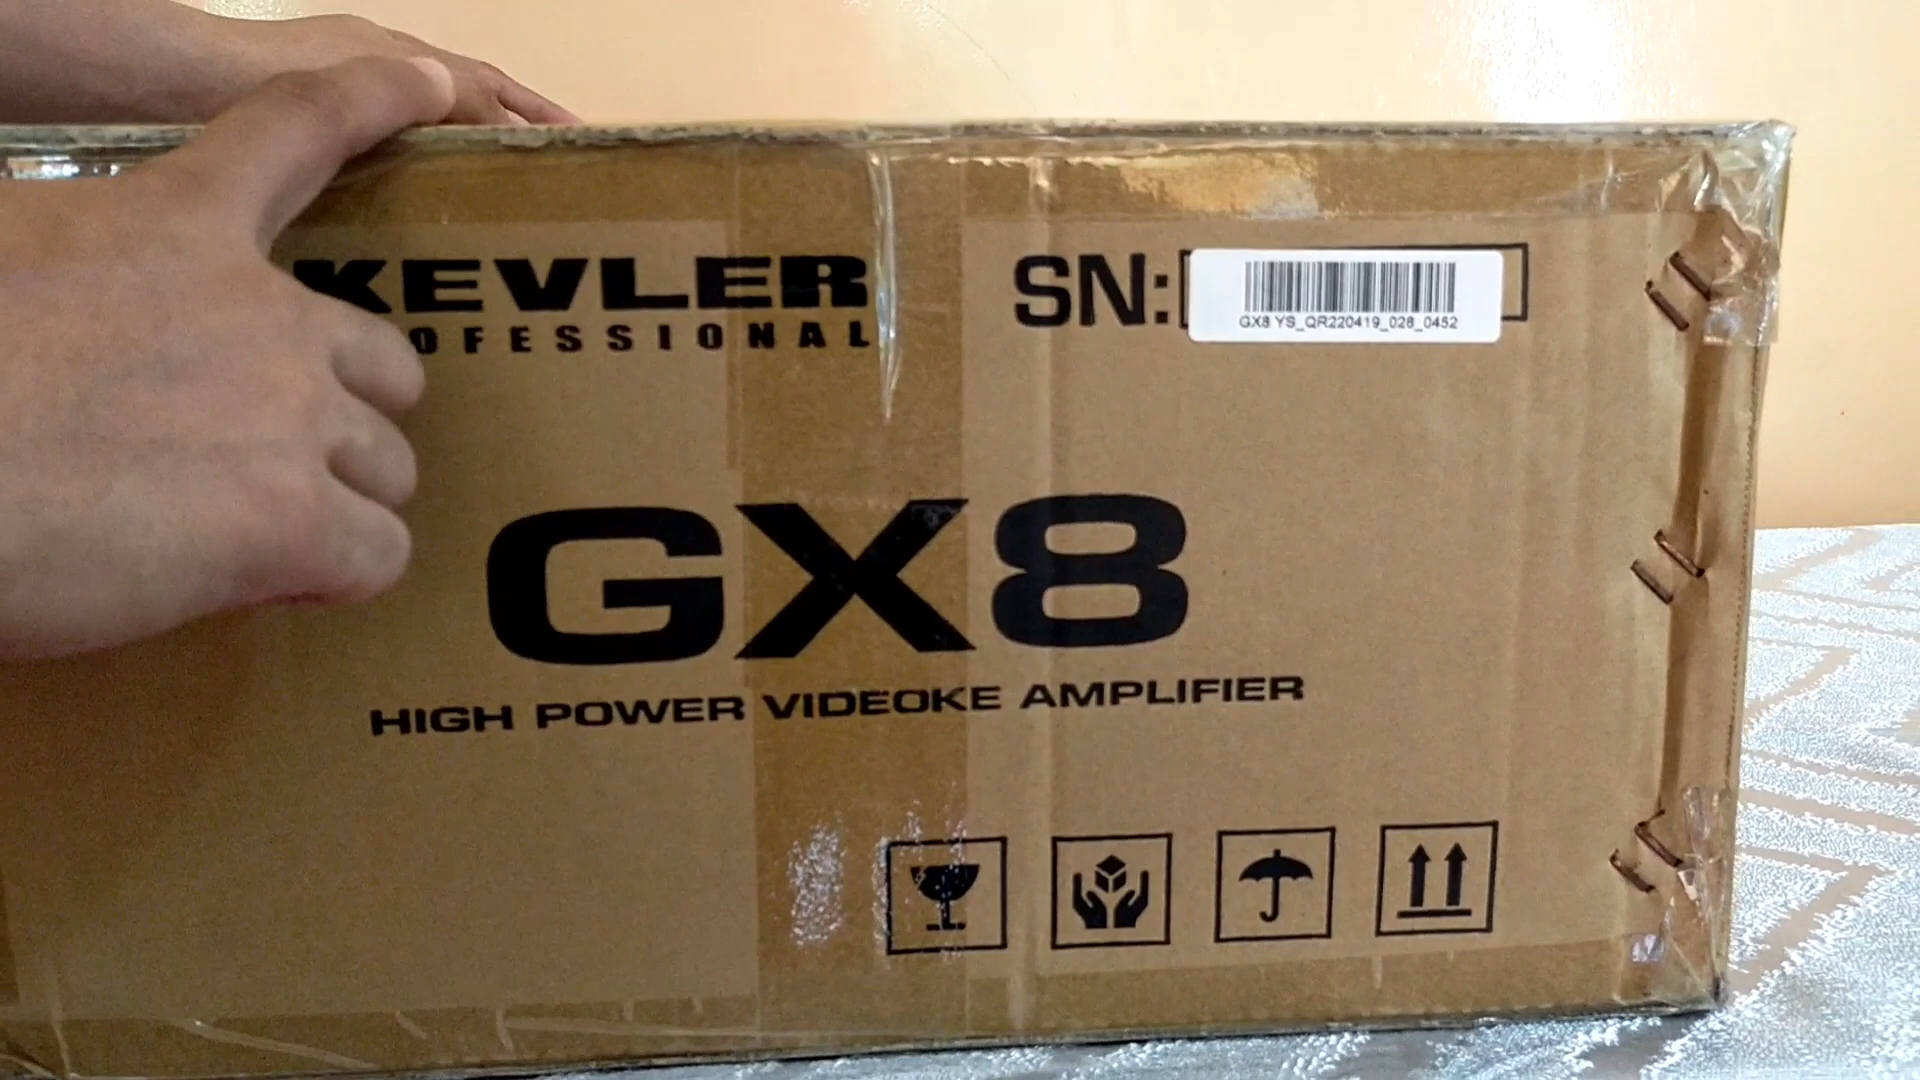 KEVLER
OFESSIONAL
SN:
GX8 YS_QR220419_028_0452
GX8
HIGH POWER VIDEOKE AMPLIFIER